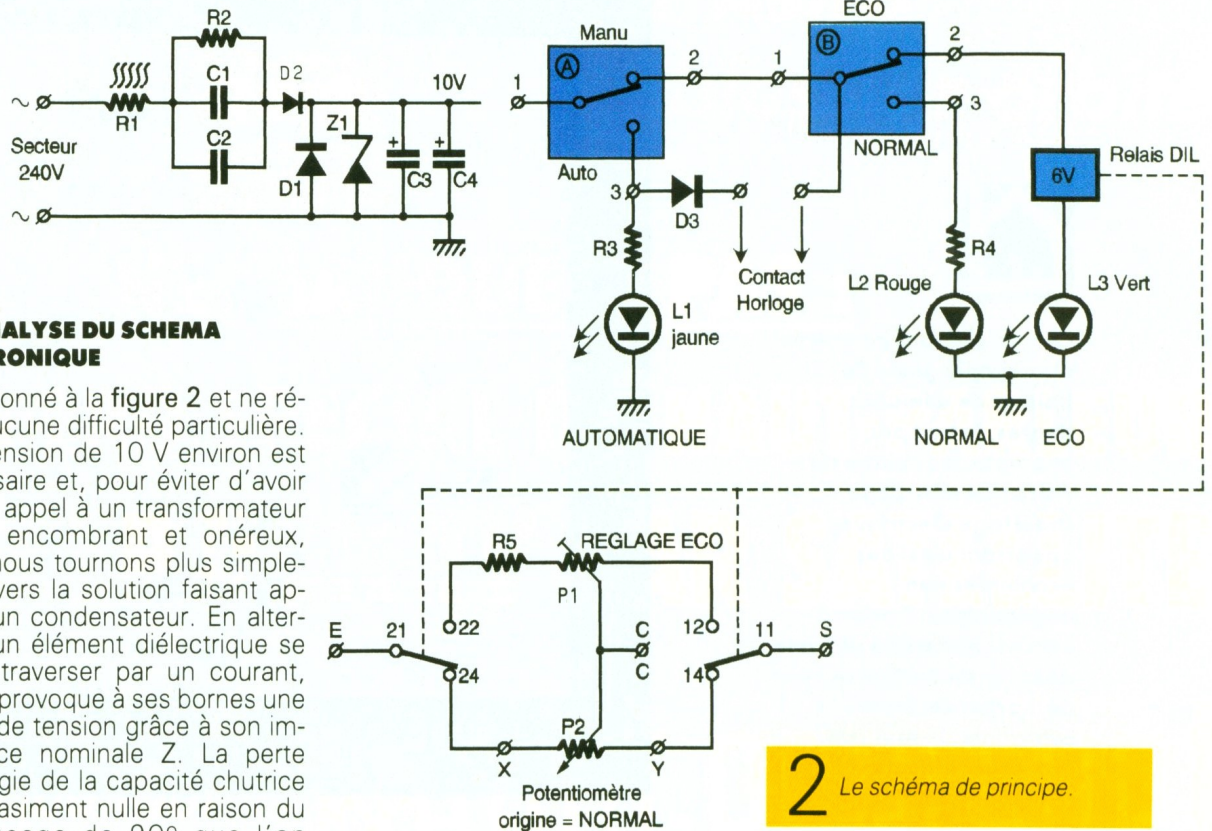 R2
C1
C2
D2
R1
Secteur
240V
D1
Z1
10V
C3
C4
Manu
A
1
2
Auto
3
D3
R3
L1
jaune
AUTOMATIQUE
Contact
Horloge
ECO
B
1
2
3
NORMAL
R4
L2 Rouge
L3 Vert
6V
Relais DIL
NORMAL ECO
ALYSE DU SCHEMA
RONIQUE
onné à la figure 2 et ne ré-
ucune difficulté particulière.
ension de 10 V environ est
saire et, pour éviter d'avoir
appel à un transformateur
encombrant et onéreux,
nous tournons plus simple-
vers la solution faisant ap-
un condensateur. En alter-
un élément diélectrique se
traverser par un courant,
provoque à ses bornes une
de tension grâce à son im-
ce nominale Z. La perte
gie de la capacité chutrice
asiment nulle en raison du
R5
REGLAGE ECO
P1
E
21
22
24
C
C
12
11
14
S
X
P2
Y
Potentiomètre
origine = NORMAL
2 Le schéma de principe.